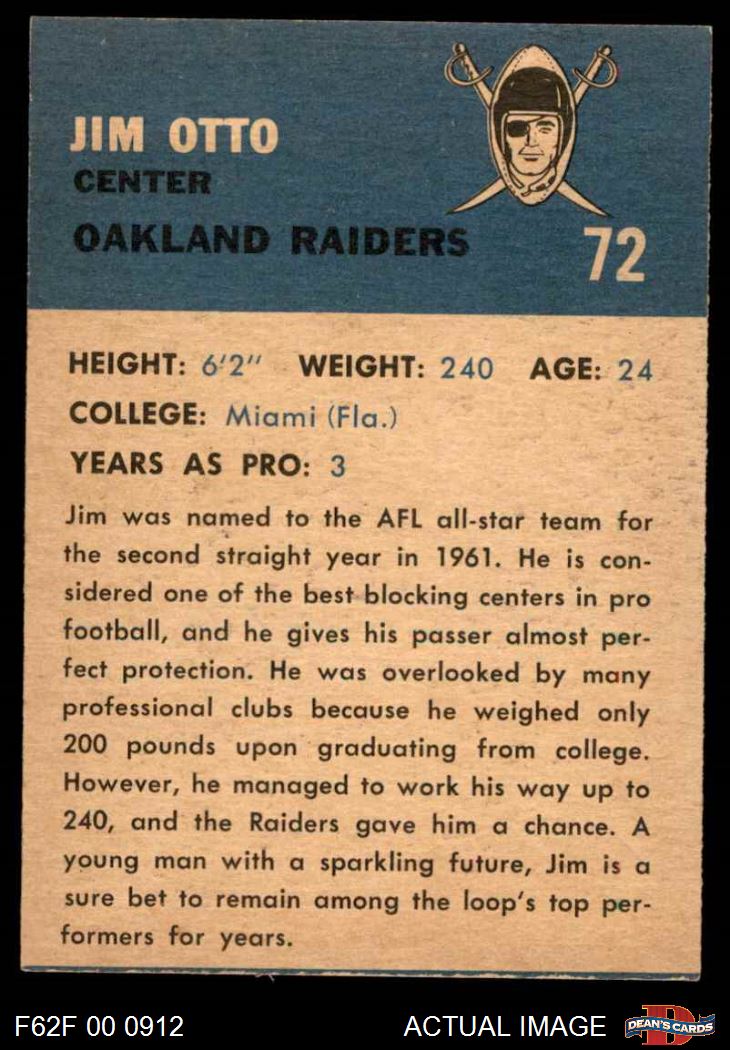 JIM OTTO
CENTER
OAKLAND RAIDERS
72
HEIGHT: 6'2" WEIGHT: 240 AGE: 24
COLLEGE: Miami (Fla.)
YEARS AS PRO: 3
Jim was named to the AFL all-star team for
the second straight year in 1961. He is con-
sidered one of the best blocking centers in pro
football, and he gives his passer almost per-
fect protection. He was overlooked by many
professional clubs because he weighed only
200 pounds upon graduating from college.
However, he managed to work his way up to
240, and the Raiders gave him a chance. A
young man with a sparkling future, Jim is a
sure bet to remain among the loop's top per-
formers for years.
F62F 00 0912 ACTUAL IMAGE D DEAN'S CARDS